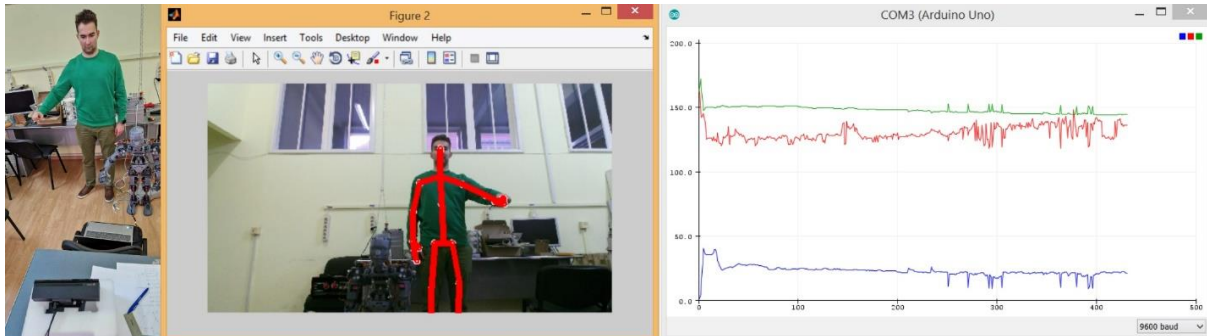 Figure 2
File Edit View Insert Tools Desktop Window Help
COM3 (Arduino Uno)
200.0
150.0
100.0
50.0
0.0
0 100 200 300 400 500
9600 baud